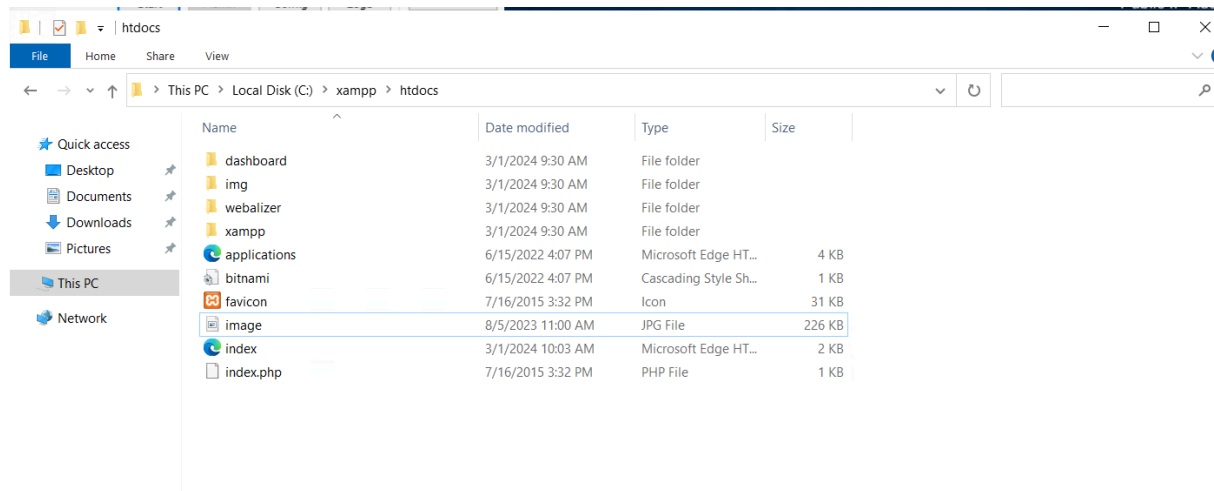 htdocs
File Home Share View
This PC > Local Disk (C:) > xampp > htdocs
Name Date modified Type Size
Quick access
Desktop
Documents
Downloads
Pictures
This PC
Network
dashboard 3/1/2024 9:30 AM File folder
img 3/1/2024 9:30 AM File folder
webalizer 3/1/2024 9:30 AM File folder
xampp 3/1/2024 9:30 AM File folder
applications 6/15/2022 4:07 PM Microsoft Edge HT... 4 KB
bitnami 6/15/2022 4:07 PM Cascading Style Sh... 1 KB
favicon 7/16/2015 3:32 PM Icon 31 KB
image 8/5/2023 11:00 AM JPG File 226 KB
index 3/1/2024 10:03 AM Microsoft Edge HT... 2 KB
index.php 7/16/2015 3:32 PM PHP File 1 KB